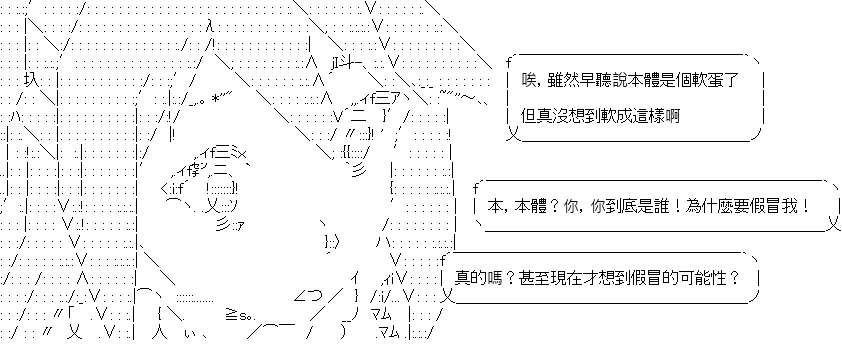 唉，雖然早聽說本體是個軟蛋了
但真沒想到軟成這樣啊
本，本體？你，你到底是誰！為什麼要假冒我！
真的嗎？甚至現在才想到假冒的可能性？